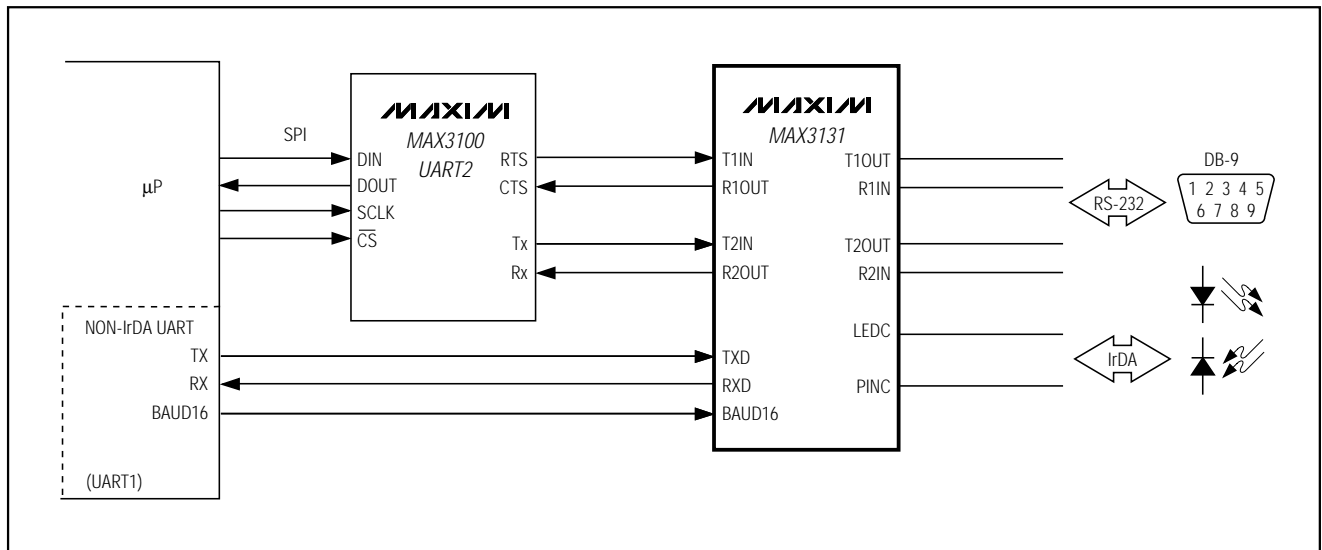 µP
SPI
NON-IrDA UART
TX
RX
BAUD16
(UART1)
MAXIM
MAX3100
UART2
DIN
DOUT
SCLK
CS
RTS
CTS
Tx
Rx
MAXIM
MAX3131
T1IN
R1OUT
T2IN
R2OUT
TXD
RXD
BAUD16
T1OUT
R1IN
T2OUT
R2IN
LEDC
PINC
RS-232
IrDA
DB-9
1 2 3 4 5
6 7 8 9